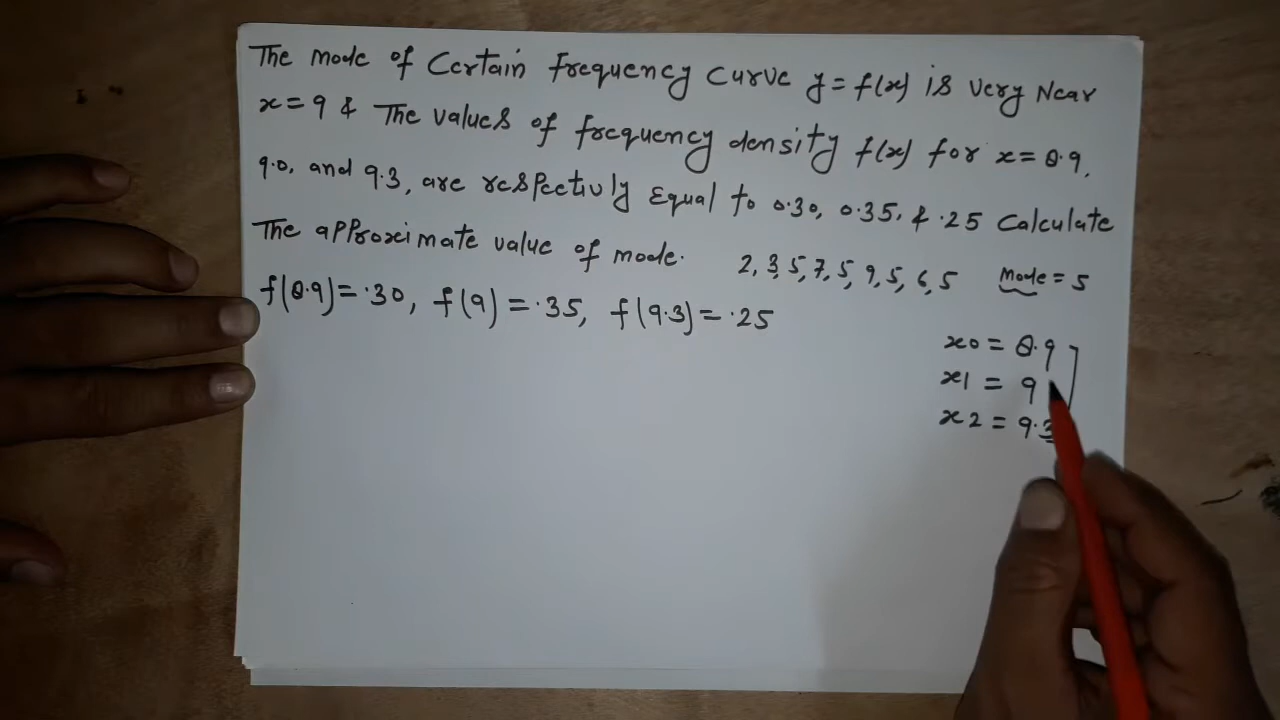 The mode of Certain frequency Curve y=f(x) is very Near
x=9 & The values of frequency density f(x) for x=8.9,
9.0, and 9.3, are respectivly Equal to 0.30, 0.35, & .25 Calculate
The approximate value of mode. 2, 3, 5, 7, 5, 9, 5, 6, 5 Mode = 5
f(8.9)=.30, f(9)=.35, f(9.3)=.25
x0 = 8.9
x1 = 9
x2 = 9.3